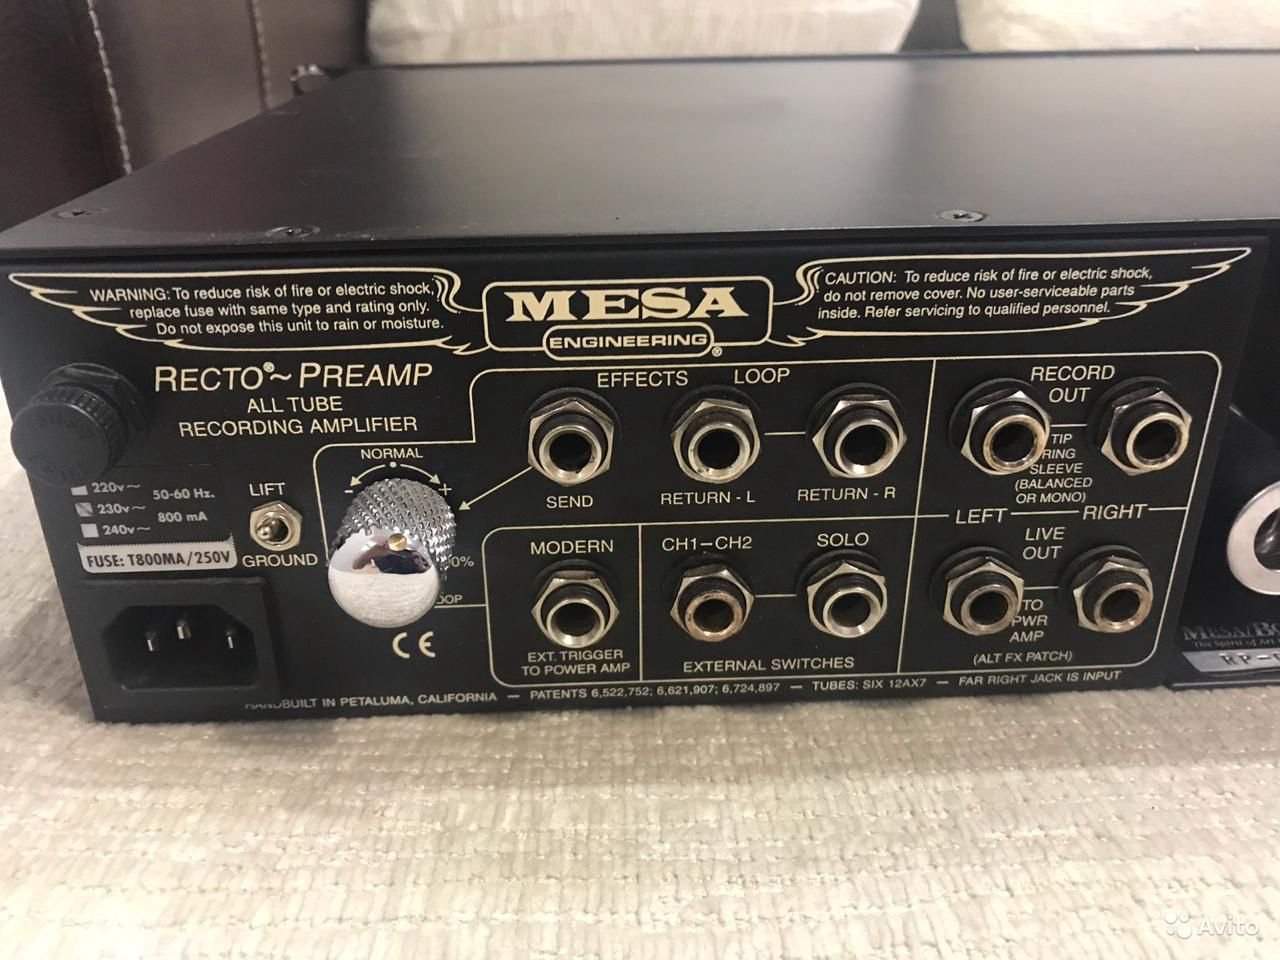 WARNING: To reduce risk of fire or electric shock,
replace fuse with same type and rating only.
Do not expose this unit to rain or moisture.
MESA
ENGINEERING®
CAUTION: To reduce risk of fire or electric shock,
do not remove cover. No user-serviceable parts
inside. Refer servicing to qualified personnel.
RECTO®~ PREAMP
ALL TUBE
RECORDING AMPLIFIER
220v~
230v~
240v~
50-60 Hz.
800 mA
FUSE: T800MA/250V
LIFT
GROUND
NORMAL
- +
EFFECTS LOOP
SEND
RETURN - L
RETURN - R
RECORD
OUT
TIP
RING
SLEEVE
(BALANCED
OR MONO)
LEFT
RIGHT
MODERN
EXT. TRIGGER
TO POWER AMP
CH1-CH2
SOLO
EXTERNAL SWITCHES
LIVE
OUT
TO
PWR
AMP
(ALT FX PATCH)
CE
HANDBUILT IN PETALUMA, CALIFORNIA — PATENTS 6,522,752; 6,621,907; 6,724,897 — TUBES: SIX 12AX7 — FAR RIGHT JACK IS INPUT
Avito